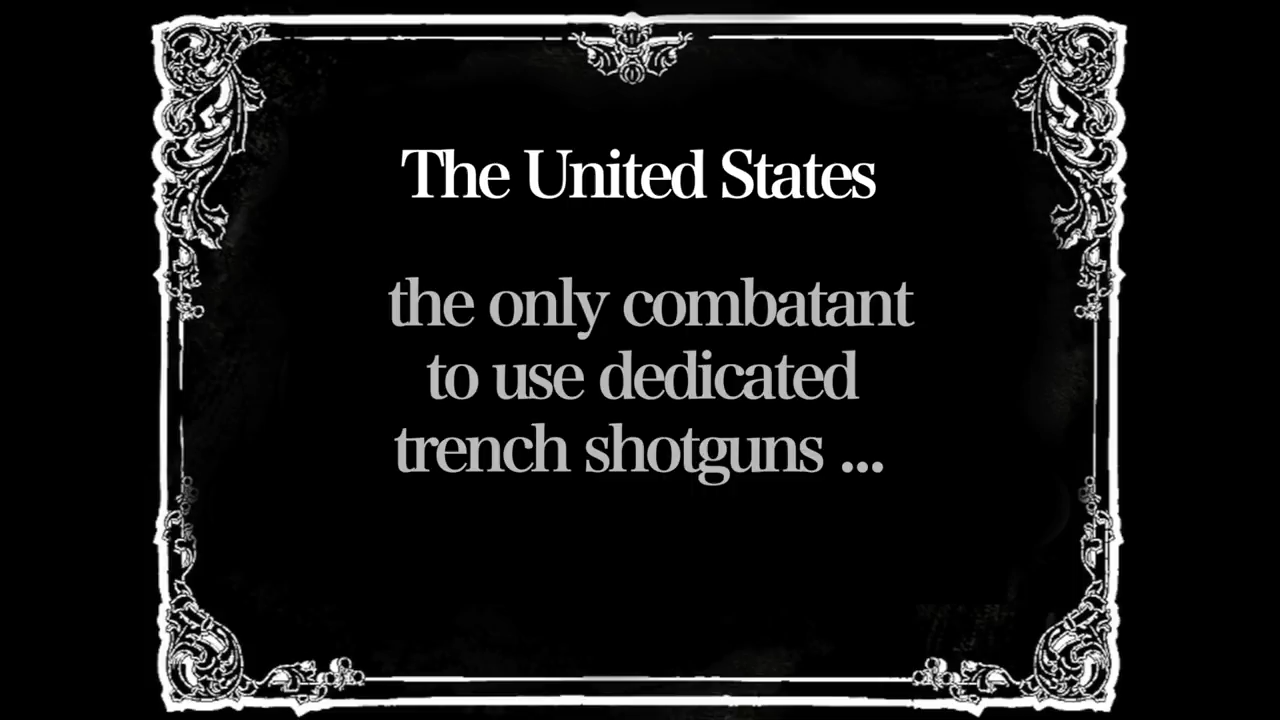 The United States
the only combatant
to use dedicated
trench shotguns ...